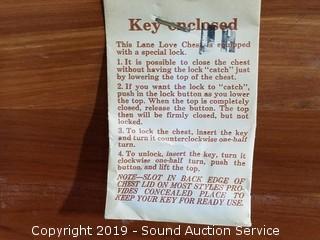 Key enclosed
This Lane Love Chest is equipped
with a special lock.
1. It is possible to close the chest
without having the lock "catch" just
by lowering the top of the chest.
2. If you want the lock to "catch",
push in the lock button as you lower
the top. When the top is completely
closed, release the button. The top
then will be firmly closed, but not
locked.
3. To lock the chest, insert the key
and turn it counterclockwise one-half
turn.
4. To unlock, insert the key, turn it
clockwise one-half turn, push the
button, and lift the top.
NOTE—SLOT IN BACK EDGE OF
CHEST LID ON MOST STYLES PRO-
VIDES CONCEALED PLACE TO
KEEP YOUR KEY FOR READY USE.
Copyright 2019 - Sound Auction Service